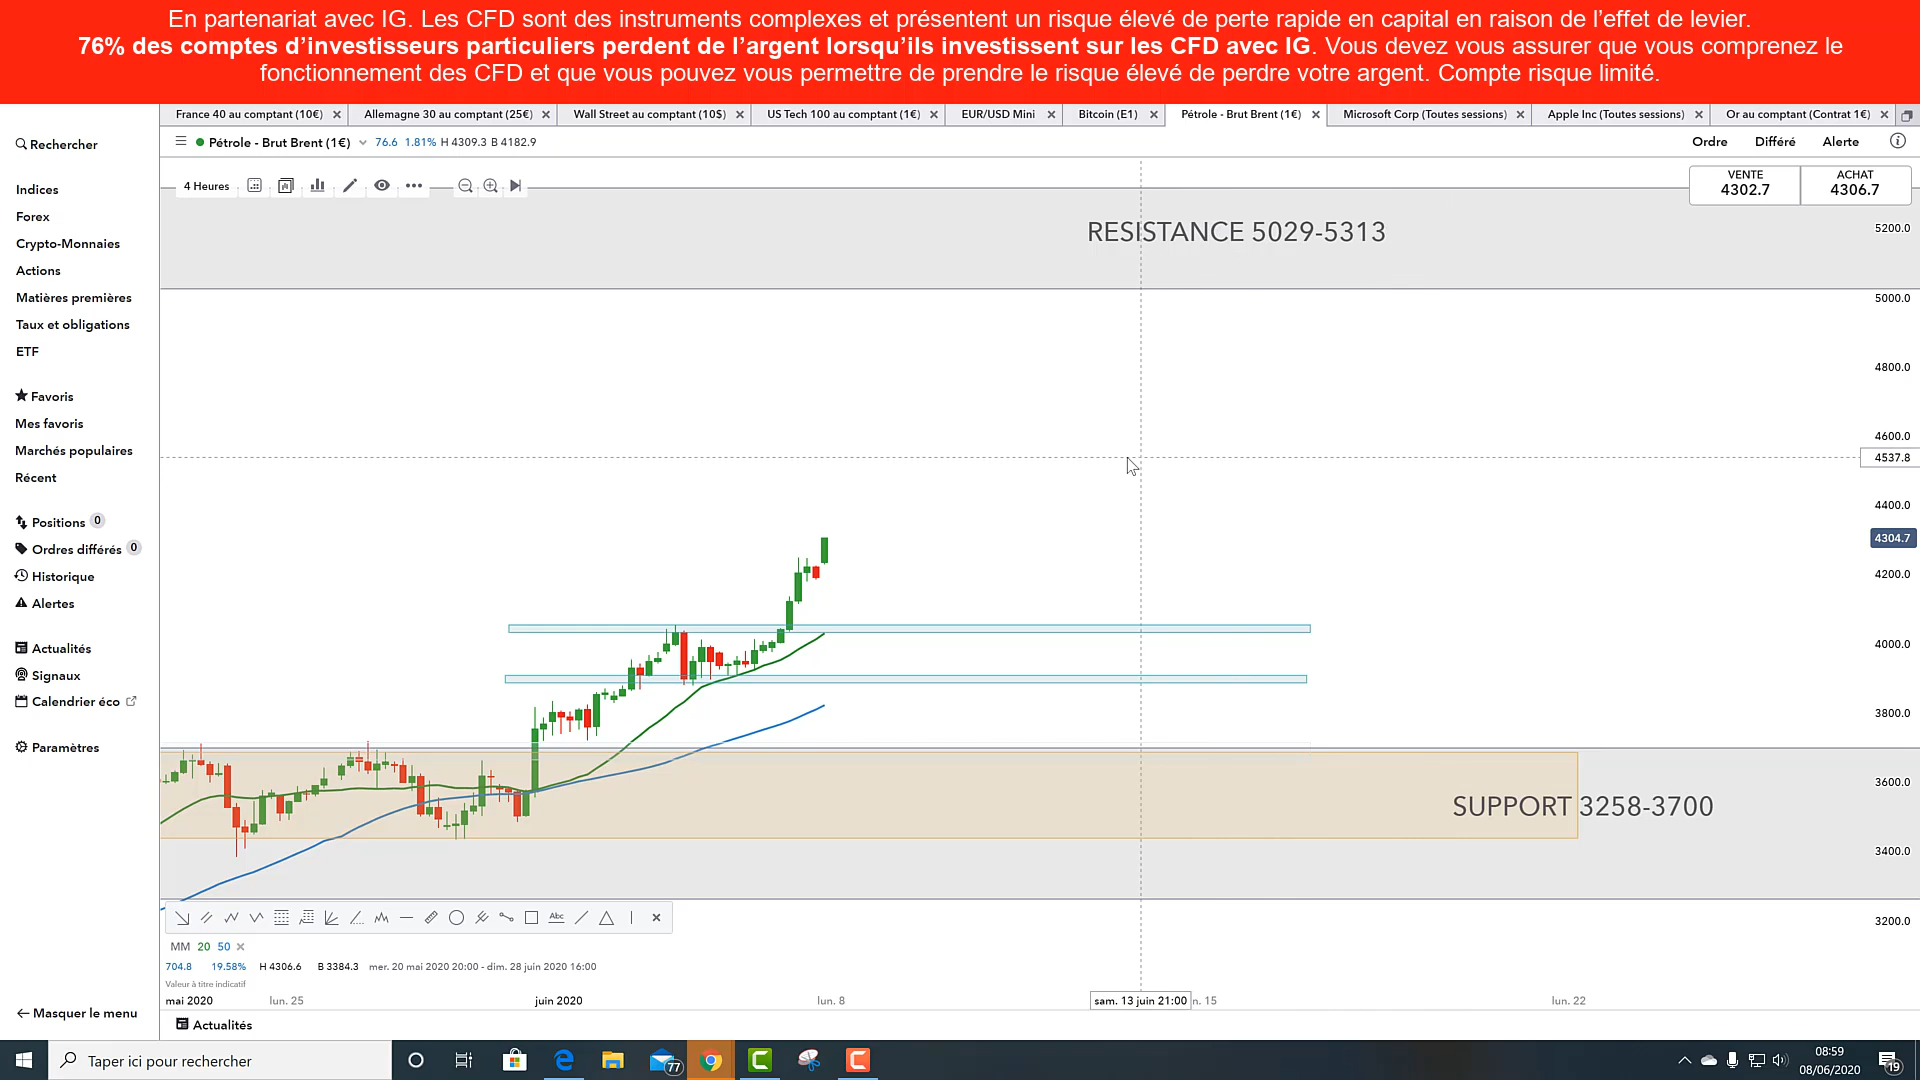 En partenariat avec IG. Les CFD sont des instruments complexes et présentent un risque élevé de perte rapide en capital en raison de l'effet de levier.
76% des comptes d'investisseurs particuliers perdent de l'argent lorsqu'ils investissent sur les CFD avec IG. Vous devez vous assurer que vous comprenez le
fonctionnement des CFD et que vous pouvez vous permettre de prendre le risque élevé de perdre votre argent. Compte risque limité.
France 40 au comptant (10€) Allemagne 30 au comptant (25€) Wall Street au comptant (10$) US Tech 100 au comptant (1€) EUR/USD Mini Bitcoin (E1) Pétrole - Brut Brent (1€) Microsoft Corp (Toutes sessions) Apple Inc (Toutes sessions) Or au comptant (Contrat 1€)
Pétrole - Brut Brent (1€) 76.6 1.81% H 4309.3 B 4182.9
Ordre Différé Alerte
4 Heures
VENTE
4302.7
ACHAT
4306.7
Rechercher
Indices
Forex
Crypto-Monnaies
Actions
Matières premières
Taux et obligations
ETF
Favoris
Mes favoris
Marchés populaires
Récent
Positions 0
Ordres différés 0
Historique
Alertes
Actualités
Signaux
Calendrier éco
Paramètres
Masquer le menu
RESISTANCE 5029-5313
SUPPORT 3258-3700
5200.0
5000.0
4800.0
4600.0
4537.8
4400.0
4304.7
4200.0
4000.0
3800.0
3600.0
3400.0
3200.0
Abc
MM 20 50
704.8 19.58% H 4306.6 B 3384.3 mer. 20 mai 2020 20:00 - dim. 28 juin 2020 16:00
Valeur à titre indicatif
mai 2020 lun. 25 juin 2020 lun. 8 sam. 13 juin 21:00 n. 15 lun. 22
Actualités
Taper ici pour rechercher
77
08:59
08/06/2020
19